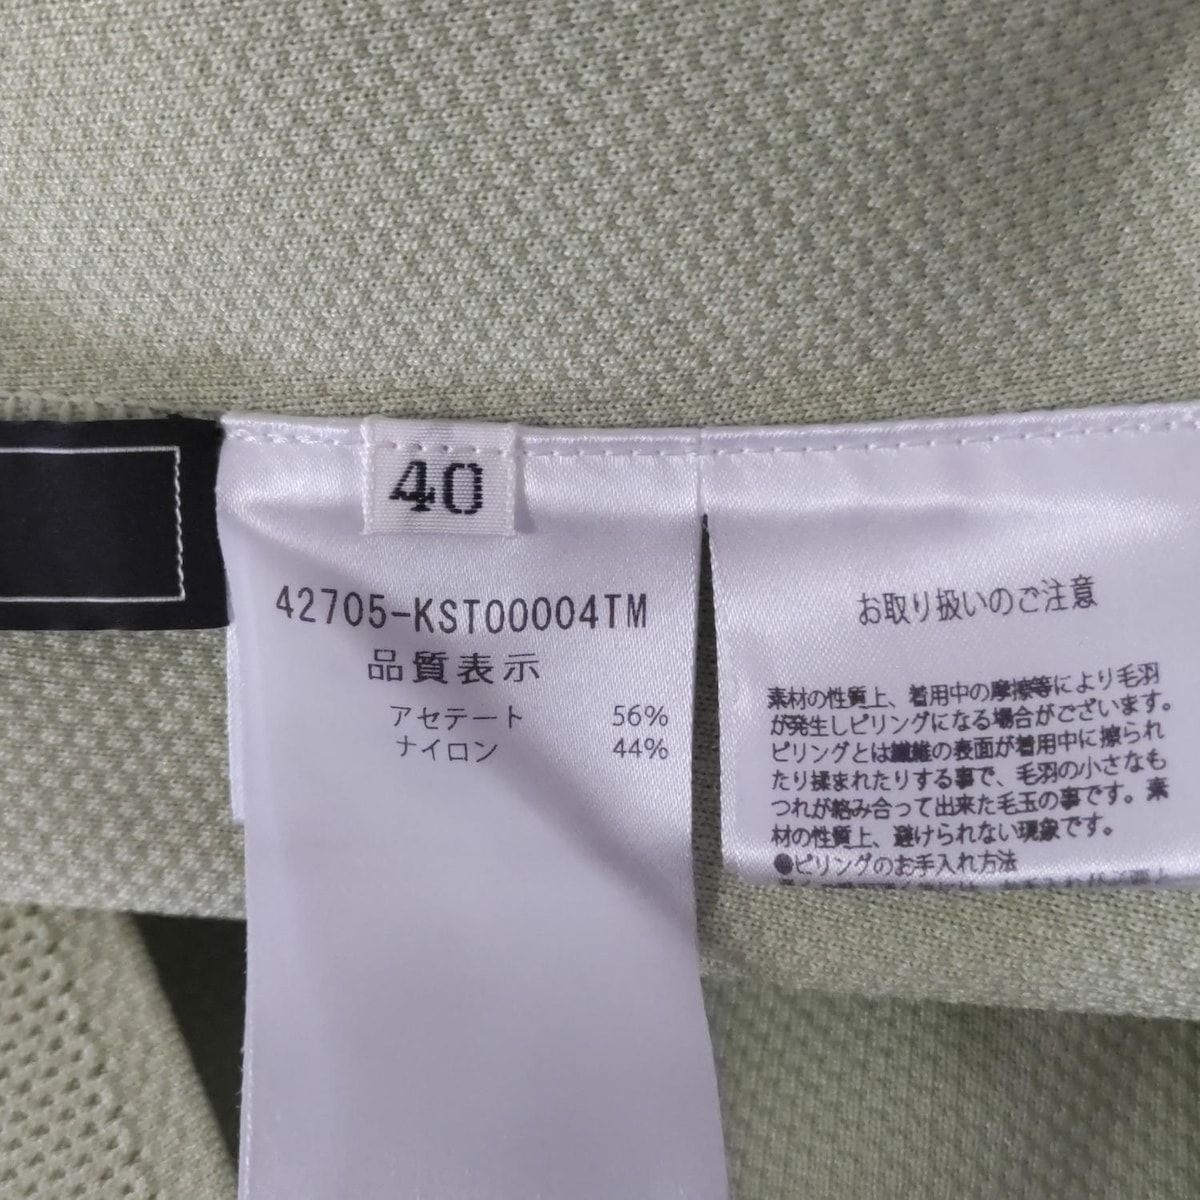 40
42705-KST00004TM
品質表示
アセテート 56%
ナイロン 44%
お取り扱いのご注意
素材の性質上、着用中の摩擦等により毛羽
が発生しピリングになる場合がございます。
ピリングとは繊維の表面が着用中に擦られ
たり揉まれたりする事で、毛羽の小さなも
つれが絡み合って出来た毛玉の事です。素
材の性質上、避けられない現象です。
●ピリングのお手入れ方法